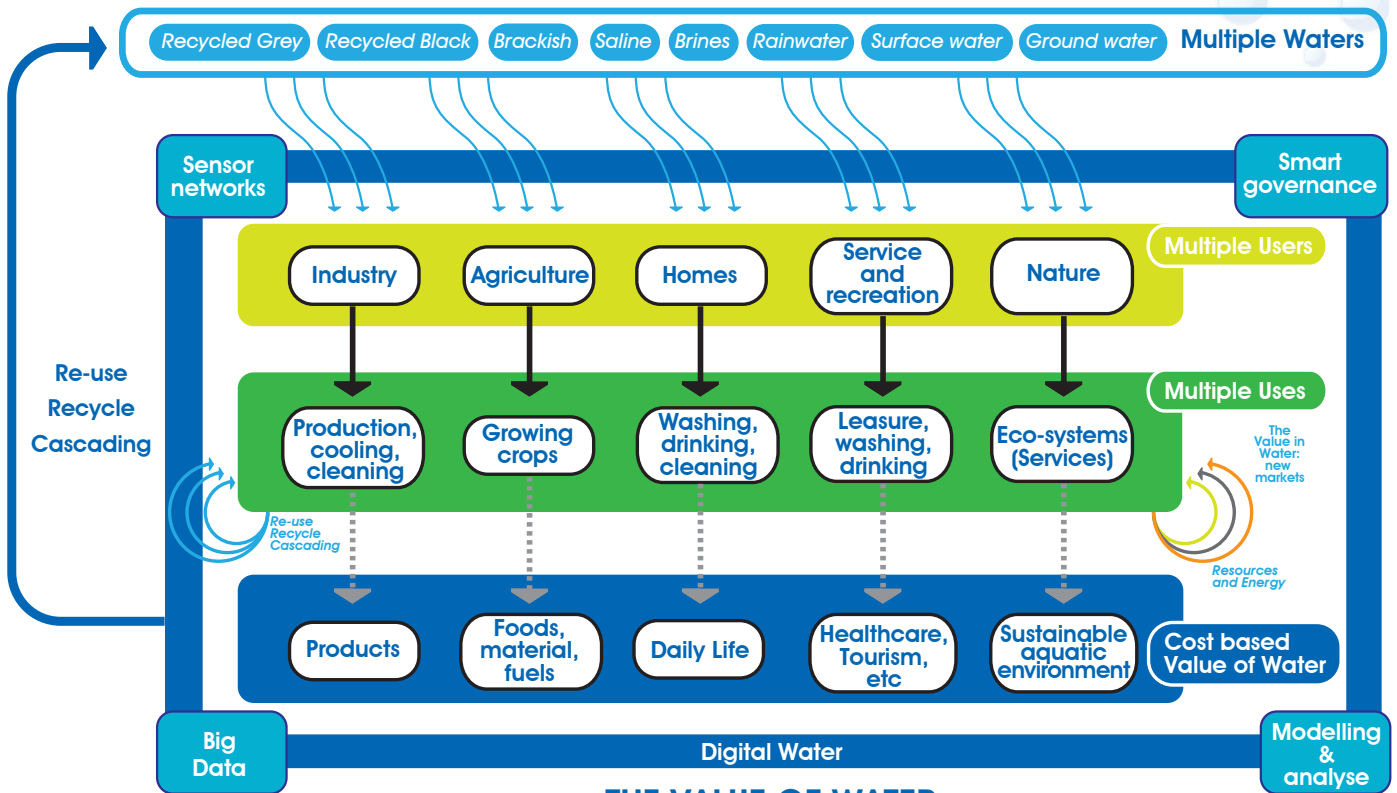 Recycled Grey
Recycled Black
Brackish
Saline
Brines
Rainwater
Surface water
Ground water
Multiple Waters
Sensor
networks
Smart
governance
Multiple Users
Industry
Agriculture
Homes
Service
and
recreation
Nature
Re-use
Recycle
Cascading
Multiple Uses
Production,
cooling,
cleaning
Growing
crops
Washing,
drinking,
cleaning
Leasure,
washing,
drinking
Eco-systems
(Services)
The
Value in
Water:
new
markets
Re-use
Recycle
Cascading
Resources
and Energy
Products
Foods,
material,
fuels
Daily Life
Healthcare,
Tourism,
etc
Sustainable
aquatic
environment
Cost based
Value of Water
Big
Data
Digital Water
Modelling
&
analyse
THE VALUE OF WATER